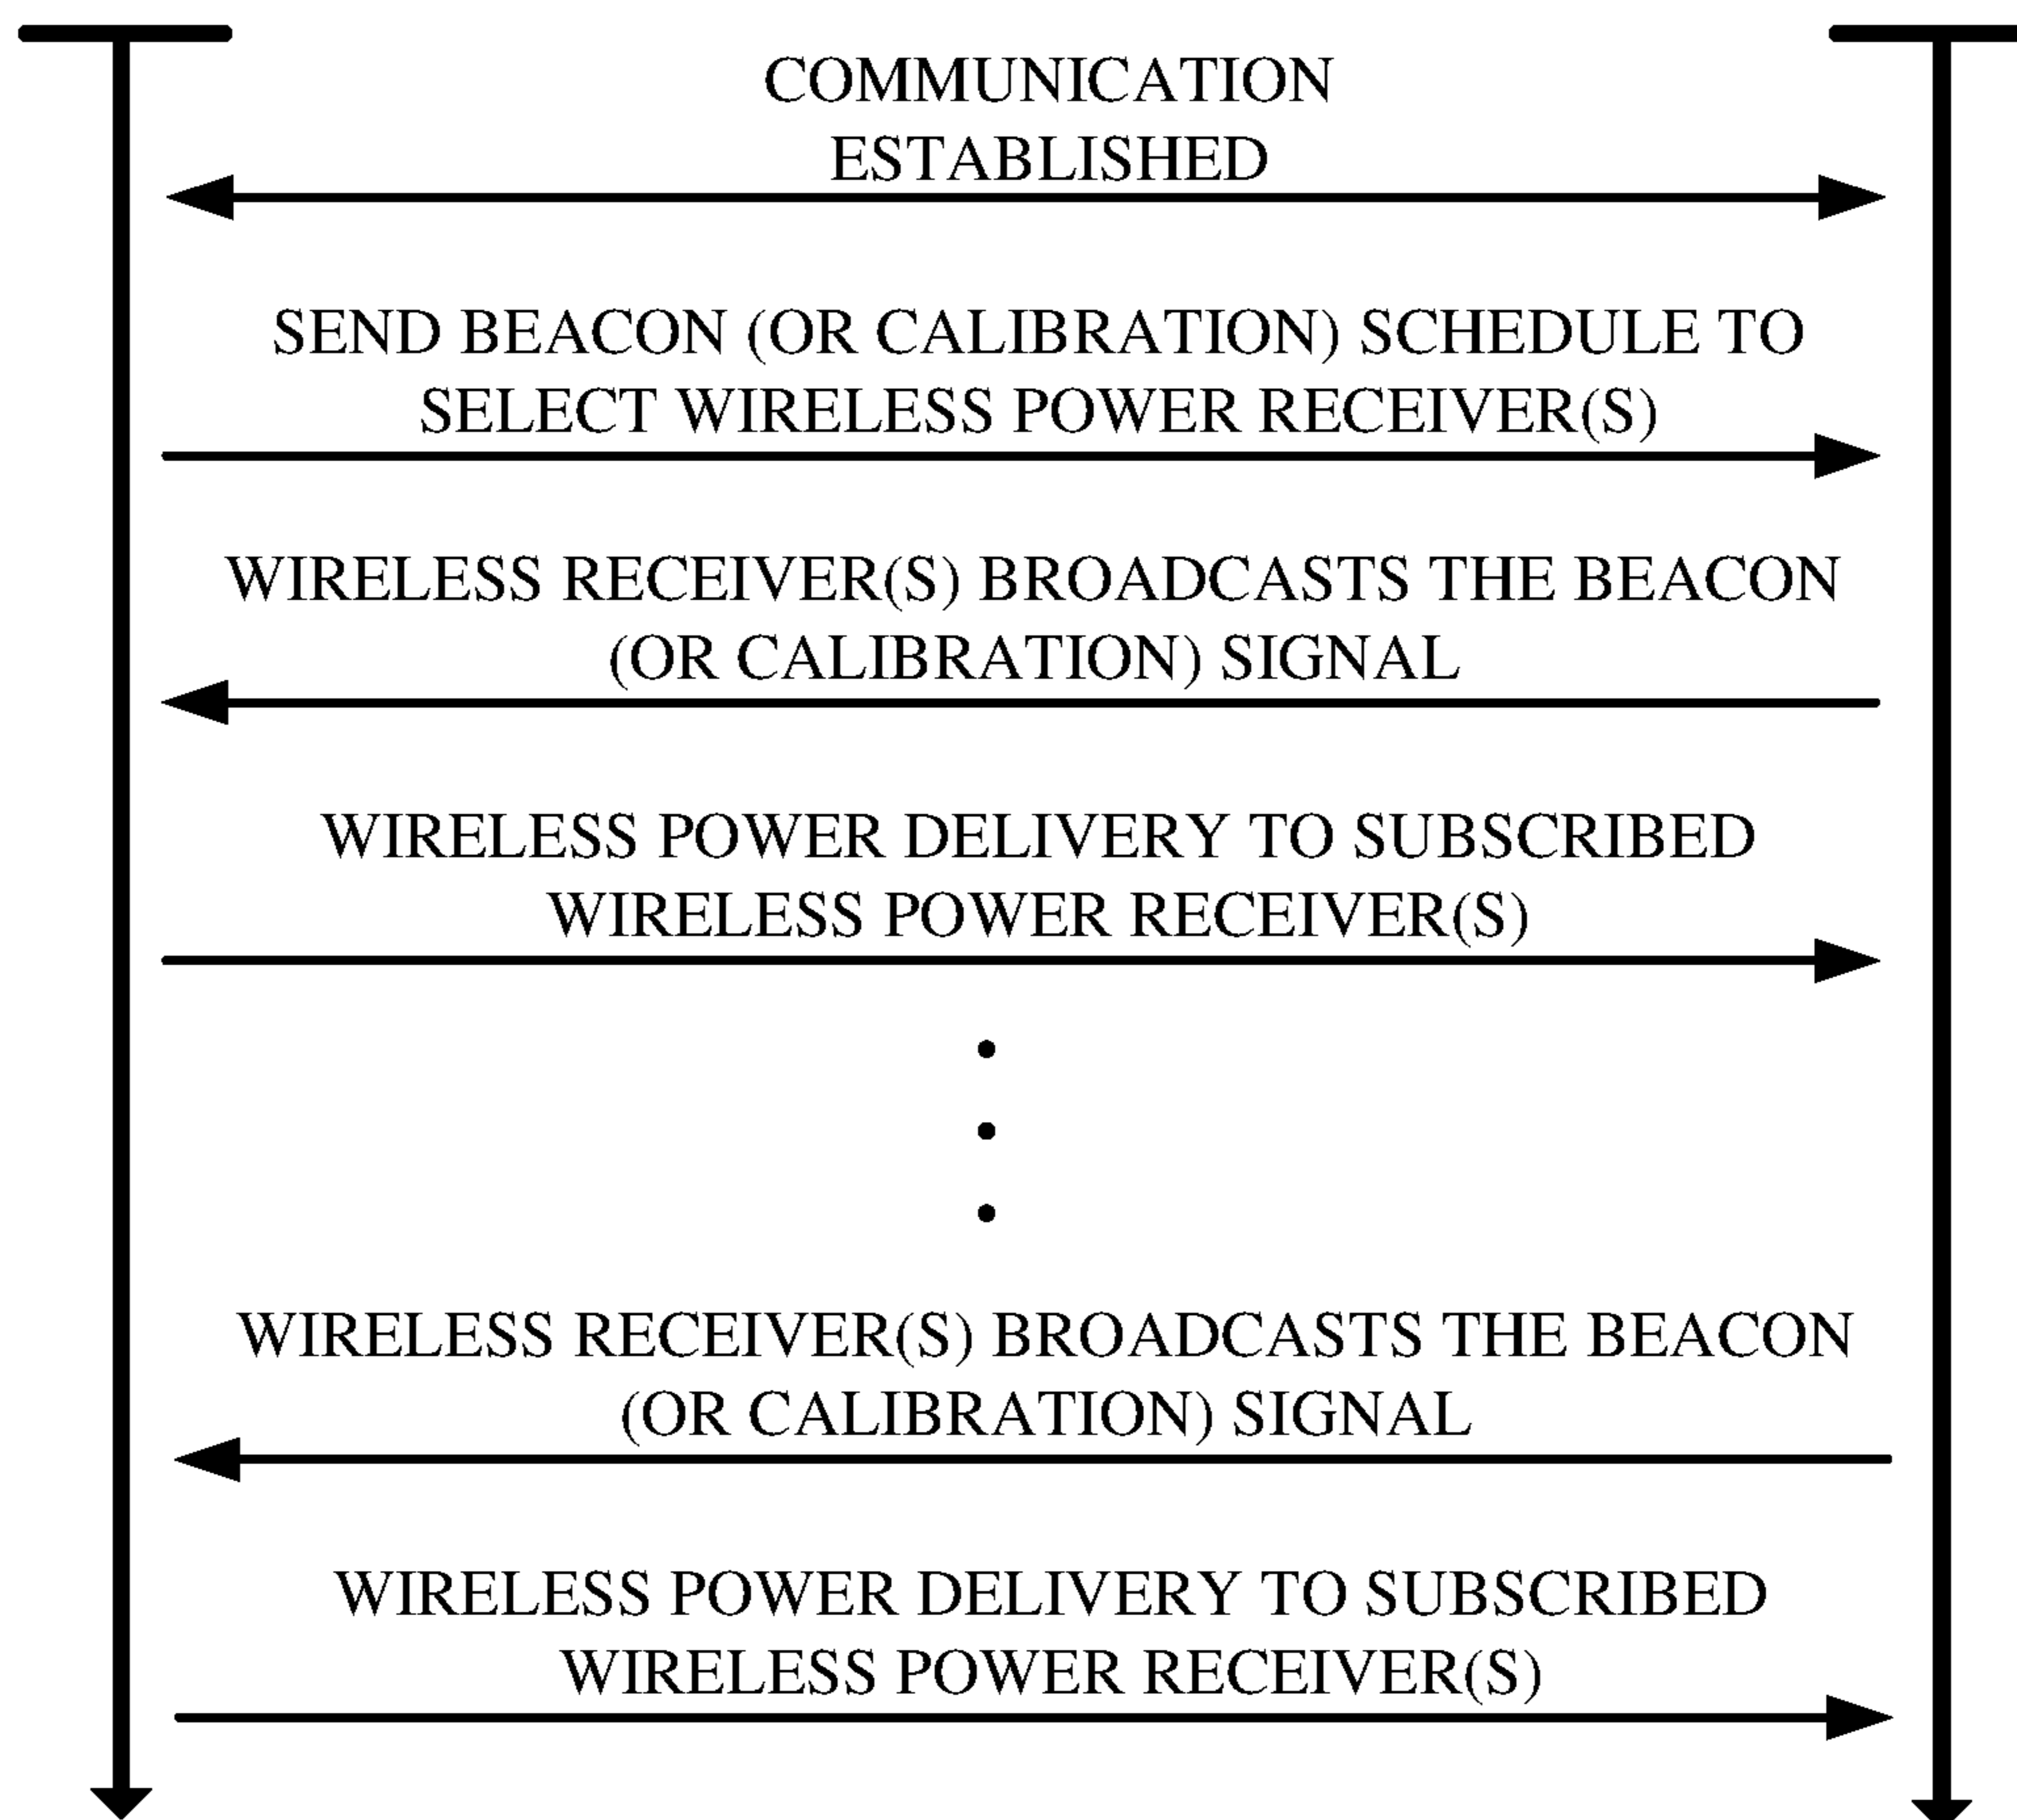 COMMUNICATION
ESTABLISHED
SEND BEACON (OR CALIBRATION) SCHEDULE TO
SELECT WIRELESS POWER RECEIVER(S)
WIRELESS RECEIVER(S) BROADCASTS THE BEACON
(OR CALIBRATION) SIGNAL
WIRELESS POWER DELIVERY TO SUBSCRIBED
WIRELESS POWER RECEIVER(S)
WIRELESS RECEIVER(S) BROADCASTS THE BEACON
(OR CALIBRATION) SIGNAL
WIRELESS POWER DELIVERY TO SUBSCRIBED
WIRELESS POWER RECEIVER(S)